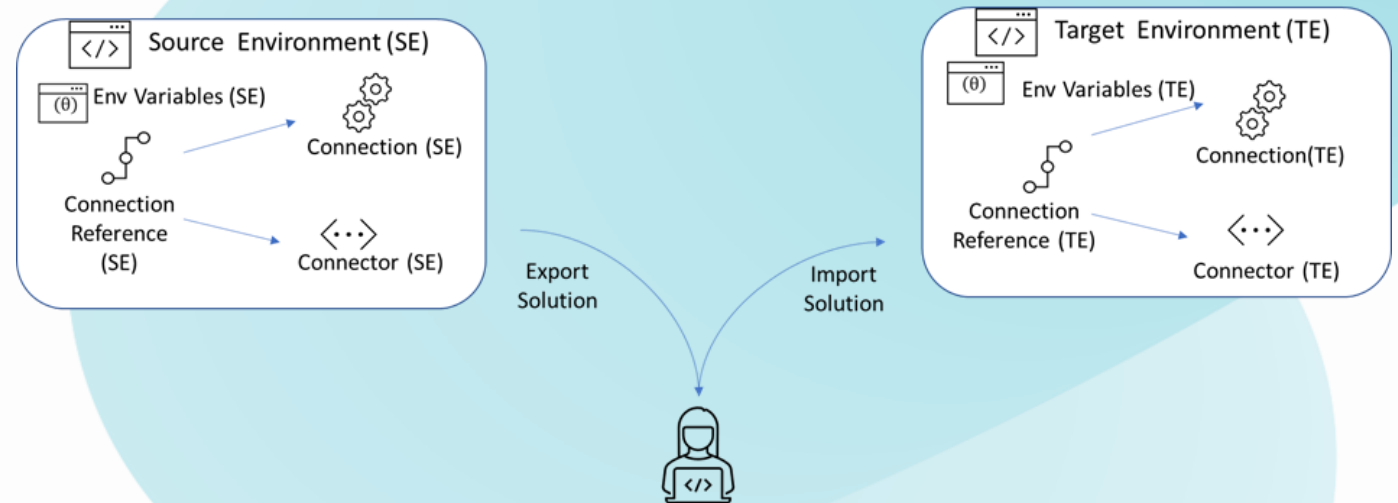 </> Source Environment (SE)
(θ) Env Variables (SE)
Connection (SE)
Connection
Reference
(SE)
Connector (SE)
Export
Solution
Import
Solution
</>
</> Target Environment (TE)
(θ) Env Variables (TE)
Connection(TE)
Connection
Reference (TE)
Connector (TE)